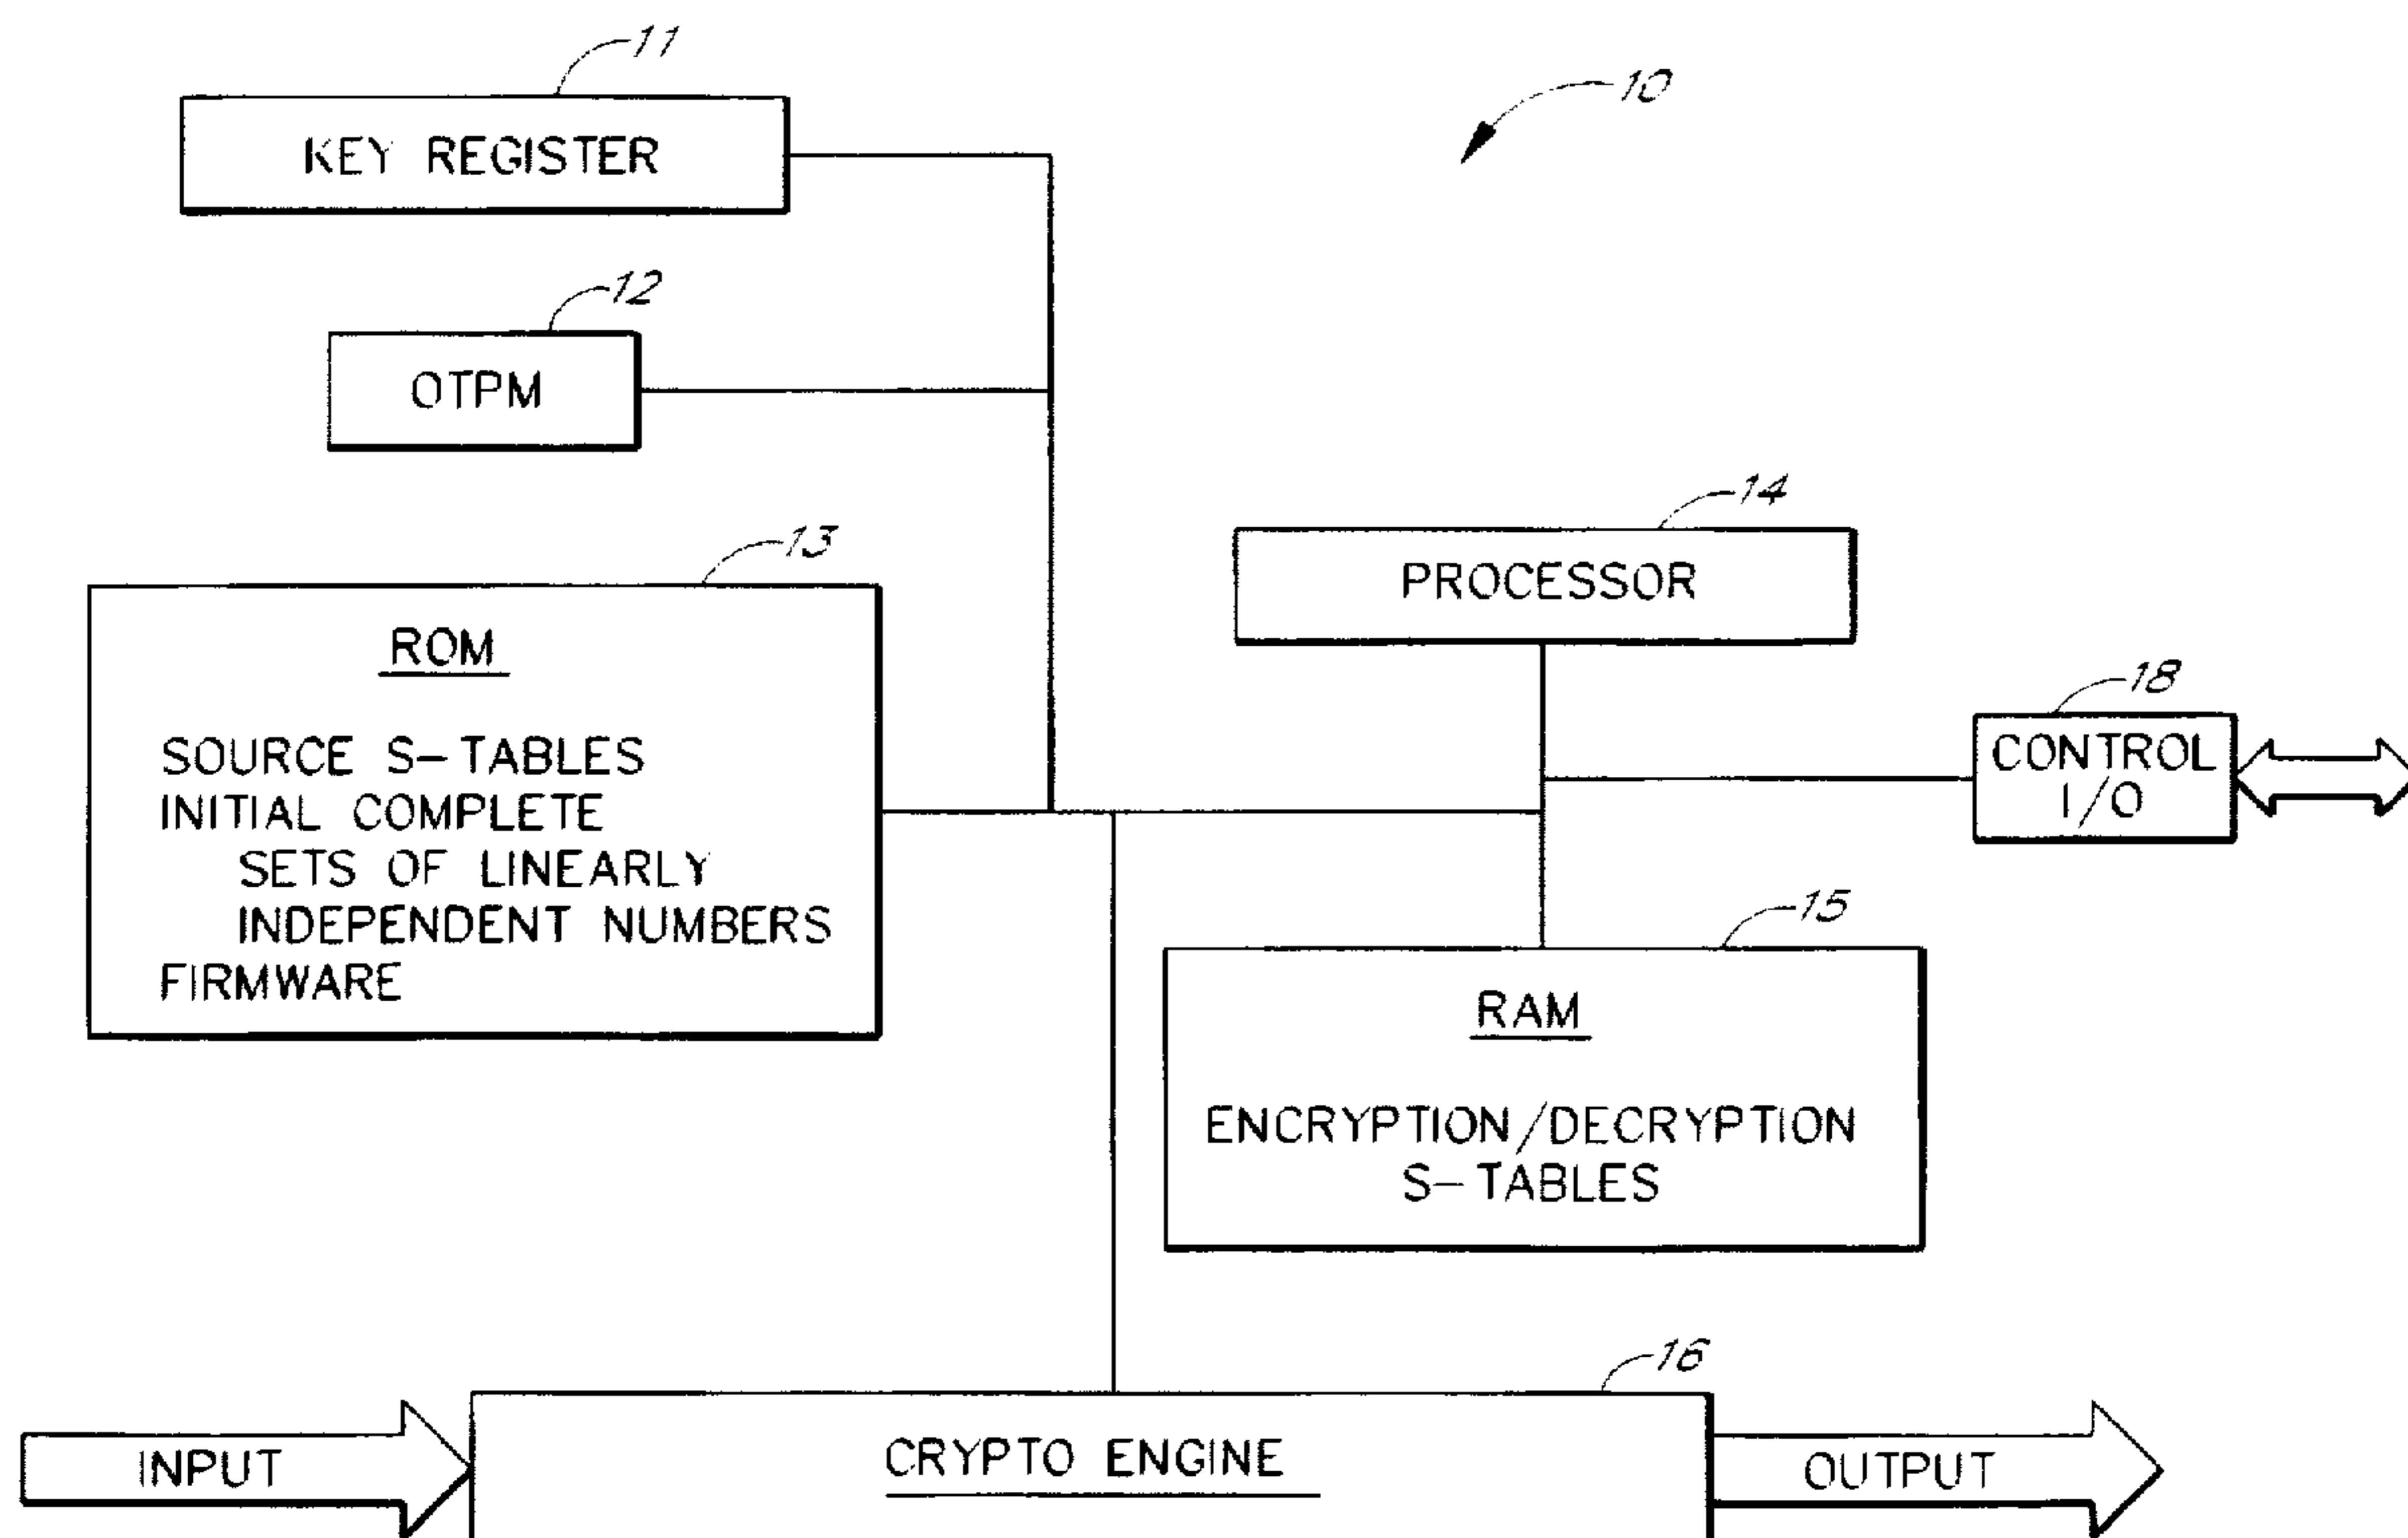 11
10
KEY REGISTER
12
OTPM
13
14
ROM
PROCESSOR
SOURCE S-TABLES
INITIAL COMPLETE
SETS OF LINEARLY
INDEPENDENT NUMBERS
FIRMWARE
18
CONTROL
I/O
15
RAM
ENCRYPTION/DECRYPTION
S-TABLES
16
INPUT
CRYPTO ENGINE
OUTPUT